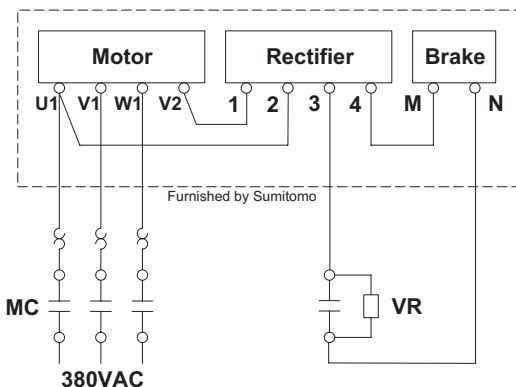 Motor Rectifier Brake
U1 V1 W1 V2 1 2 3 4 M N
Furnished by Sumitomo
MC VR
380VAC